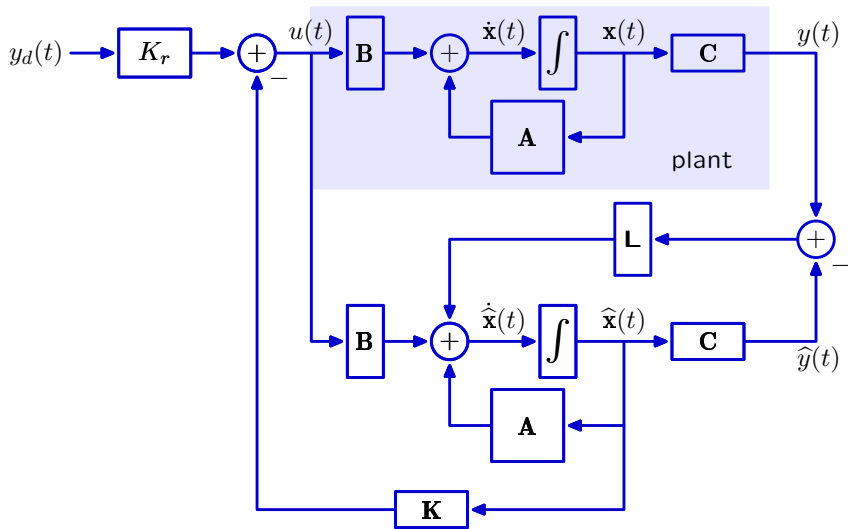 y_d(t) K_r + − u(t) B + ẋ(t) ∫ x(t) C y(t)
A
plant
L + −
B + x̂̇(t) ∫ x̂(t) C ŷ(t)
A
K